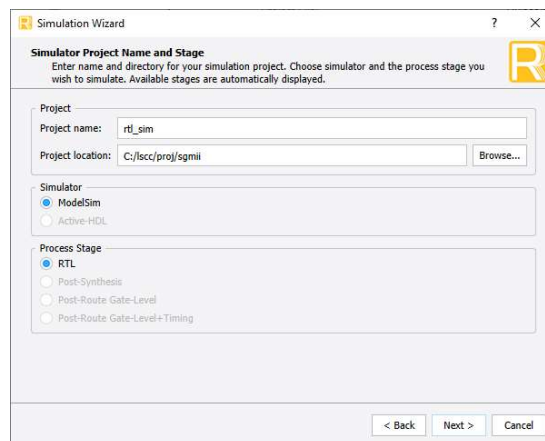 Simulation Wizard
Simulator Project Name and Stage
Enter name and directory for your simulation project. Choose simulator and the process stage you
wish to simulate. Available stages are automatically displayed.
Project
Project name: rtl_sim
Project location: C:/lscc/proj/sgmii Browse...
Simulator
ModelSim
Active-HDL
Process Stage
RTL
Post-Synthesis
Post-Route Gate-Level
Post-Route Gate-Level+Timing
< Back Next > Cancel